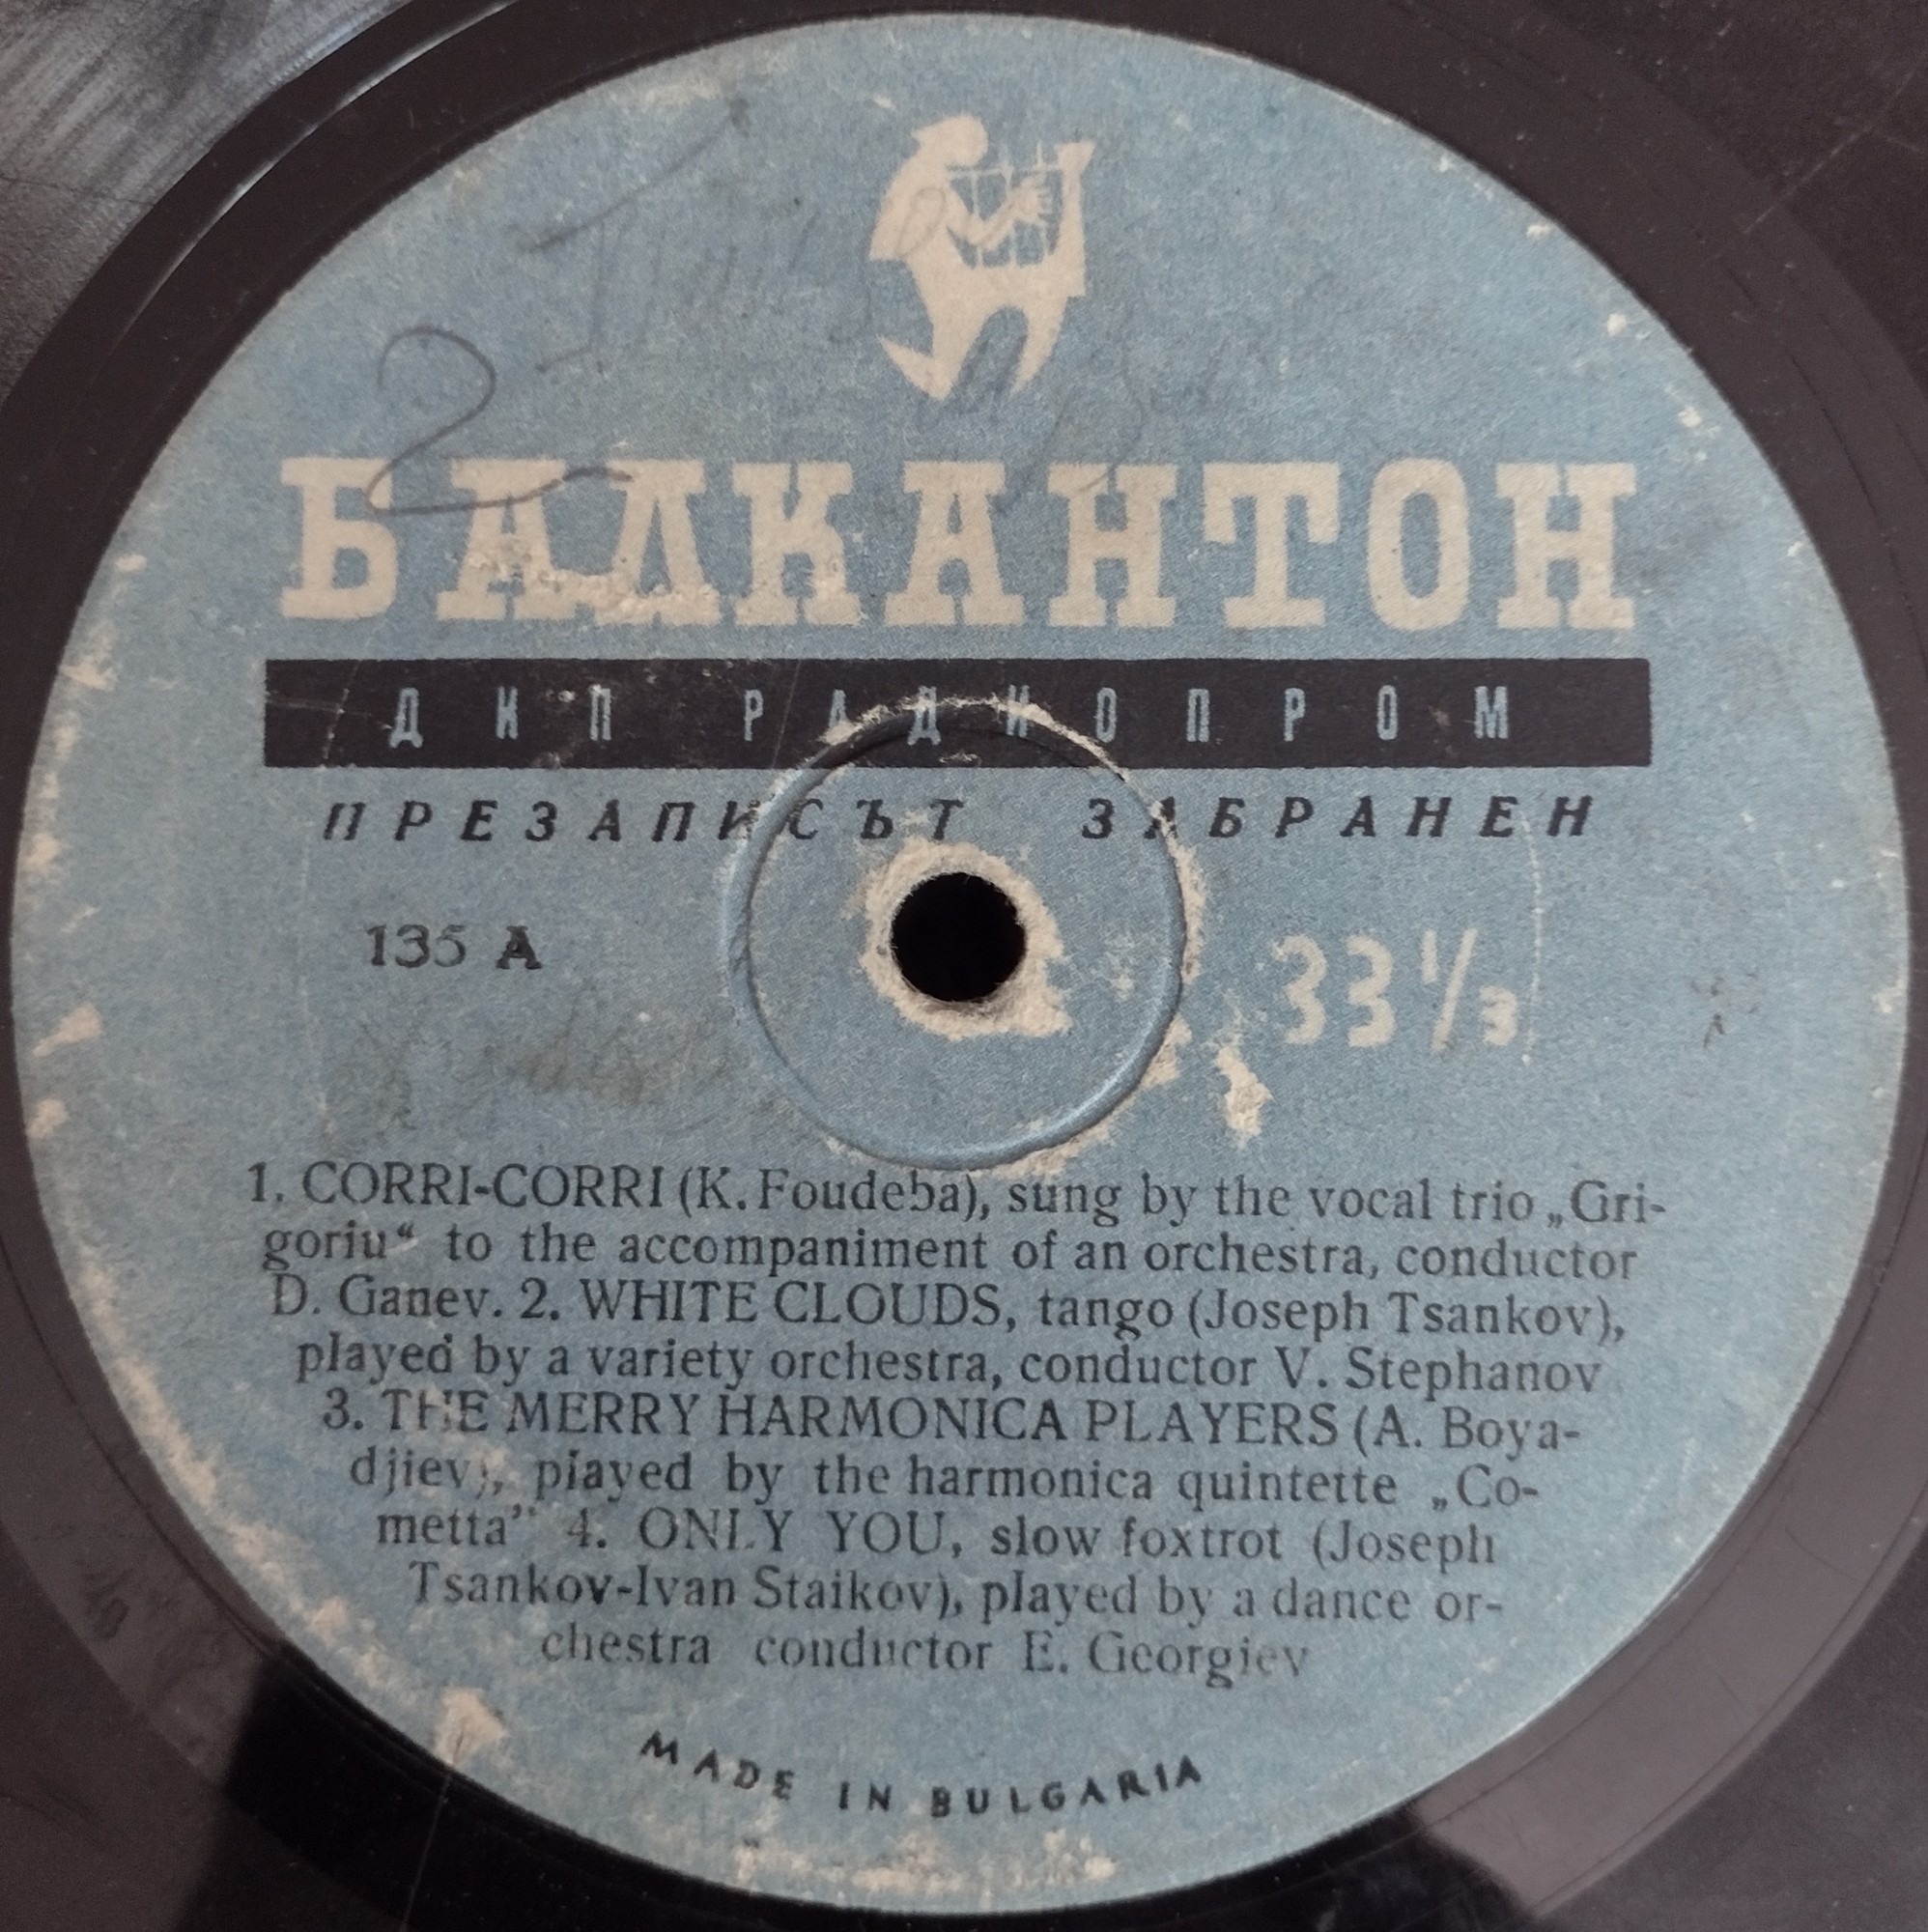 2
БАЛКАНТОН
ДИП РАДИОПРОМ
ПРЕЗАПИСЪТ ЗАБРАНЕН
135 A
33 1/3
1. CORRI-CORRI (K. Foudeba), sung by the vocal trio „Gri-
goriu“ to the accompaniment of an orchestra, conductor
D. Ganev. 2. WHITE CLOUDS, tango (Joseph Tsankov),
played by a variety orchestra, conductor V. Stephanov
3. THE MERRY HARMONICA PLAYERS (A. Boya-
djiev), played by the harmonica quintette „Co-
metta” 4. ONLY YOU, slow foxtrot (Joseph
Tsankov-Ivan Staikov), played by a dance or-
chestra conductor E. Georgiev
MADE IN BULGARIA